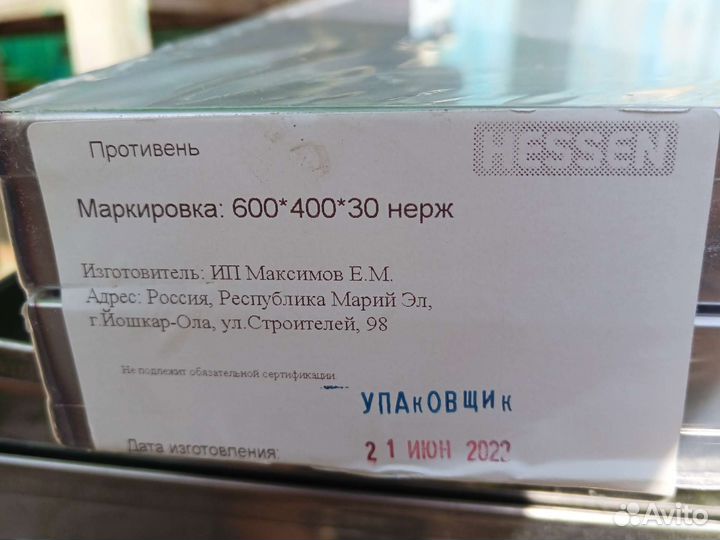 HESSEN
Противень
Маркировка: 600*400*30 нерж
Изготовитель: ИП Максимов Е.М.
Адрес: Россия, Республика Марий Эл,
г.Йошкар-Ола, ул.Строителей, 98
Не подлежит обязательной сертификации
УПАКОВЩИК
Дата изготовления: 21 ИЮН 2022
Avito